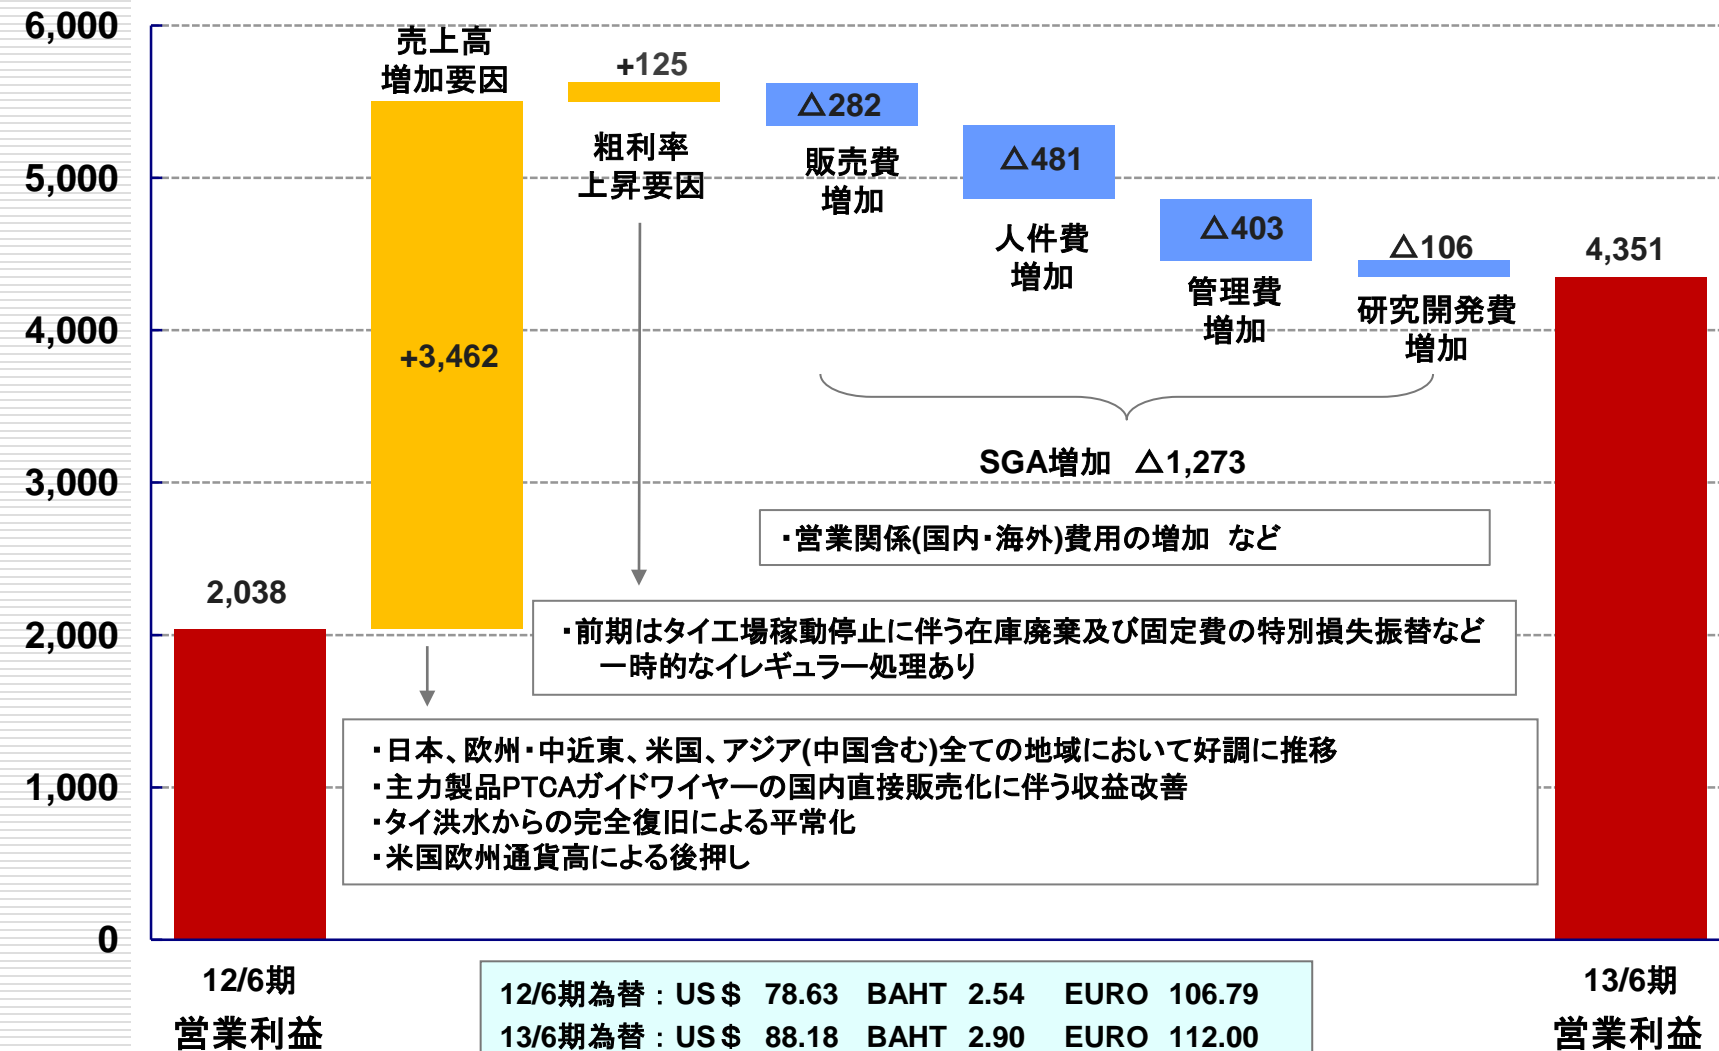 6,000
5,000
4,000
3,000
2,000
1,000
0
売上高
増加要因
+3,462
+125
粗利率
上昇要因
△282
販売費
増加
△481
人件費
増加
△403
管理費
増加
△106
研究開発費
増加
4,351
2,038
SGA増加 △1,273
・営業関係(国内・海外)費用の増加 など
・前期はタイ工場稼動停止に伴う在庫廃棄及び固定費の特別損失振替など
一時的なイレギュラー処理あり
・日本、欧州・中近東、米国、アジア(中国含む)全ての地域において好調に推移
・主力製品PTCAガイドワイヤーの国内直接販売化に伴う収益改善
・タイ洪水からの完全復旧による平常化
・米国欧州通貨高による後押し
12/6期
営業利益
13/6期
営業利益
12/6期為替：US＄ 78.63 BAHT 2.54 EURO 106.79
13/6期為替：US＄ 88.18 BAHT 2.90 EURO 112.00